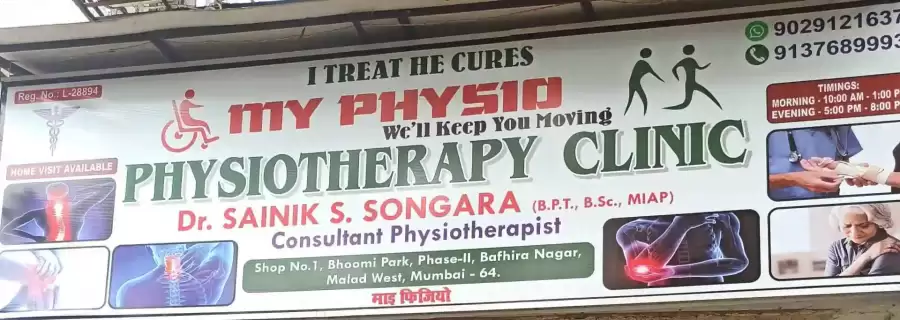 I TREAT HE CURES
Reg. No.: L-28894
MY PHYSIO
We'll Keep You Moving
9029121637
9137689993
TIMINGS:
MORNING - 10:00 AM - 1:00 P
EVENING - 5:00 PM - 8:00 P
HOME VISIT AVAILABLE
PHYSIOTHERAPY CLINIC
Dr. SAINIK S. SONGARA (B.P.T., B.Sc., MIAP)
Consultant Physiotherapist
Shop No.1, Bhoomi Park, Phase-II, Bafhira Nagar,
Malad West, Mumbai - 64.
माइ फिजियो